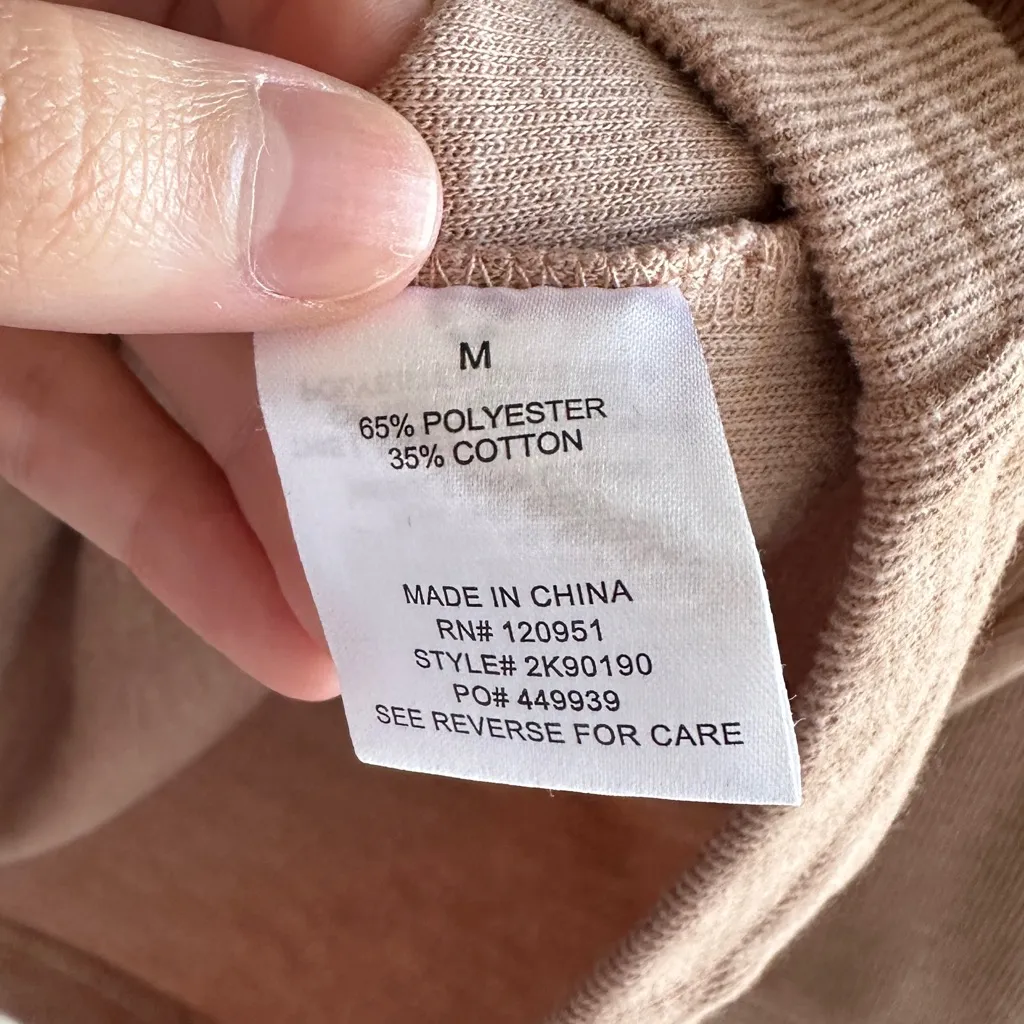 M
65% POLYESTER
35% COTTON
MADE IN CHINA
RN# 120951
STYLE# 2K90190
PO# 449939
SEE REVERSE FOR CARE